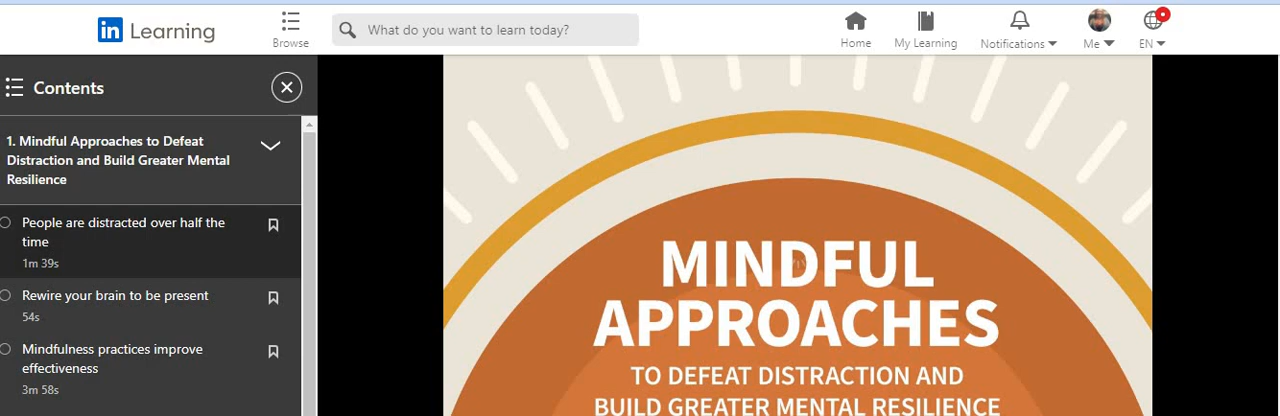 in Learning
Browse
What do you want to learn today?
Home
My Learning
Notifications
Me
EN
Contents
1. Mindful Approaches to Defeat
Distraction and Build Greater Mental
Resilience
People are distracted over half the
time
1m 39s
Rewire your brain to be present
54s
Mindfulness practices improve
effectiveness
3m 58s
MINDFUL
APPROACHES
TO DEFEAT DISTRACTION AND
BUILD GREATER MENTAL RESILIENCE